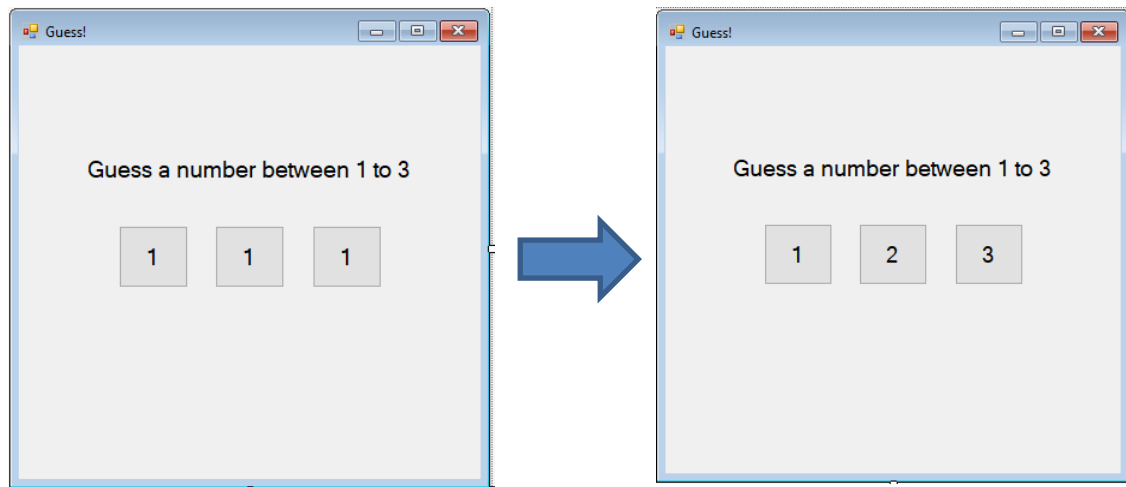 Guess!
Guess a number between 1 to 3
1 1 1
Guess!
Guess a number between 1 to 3
1 2 3